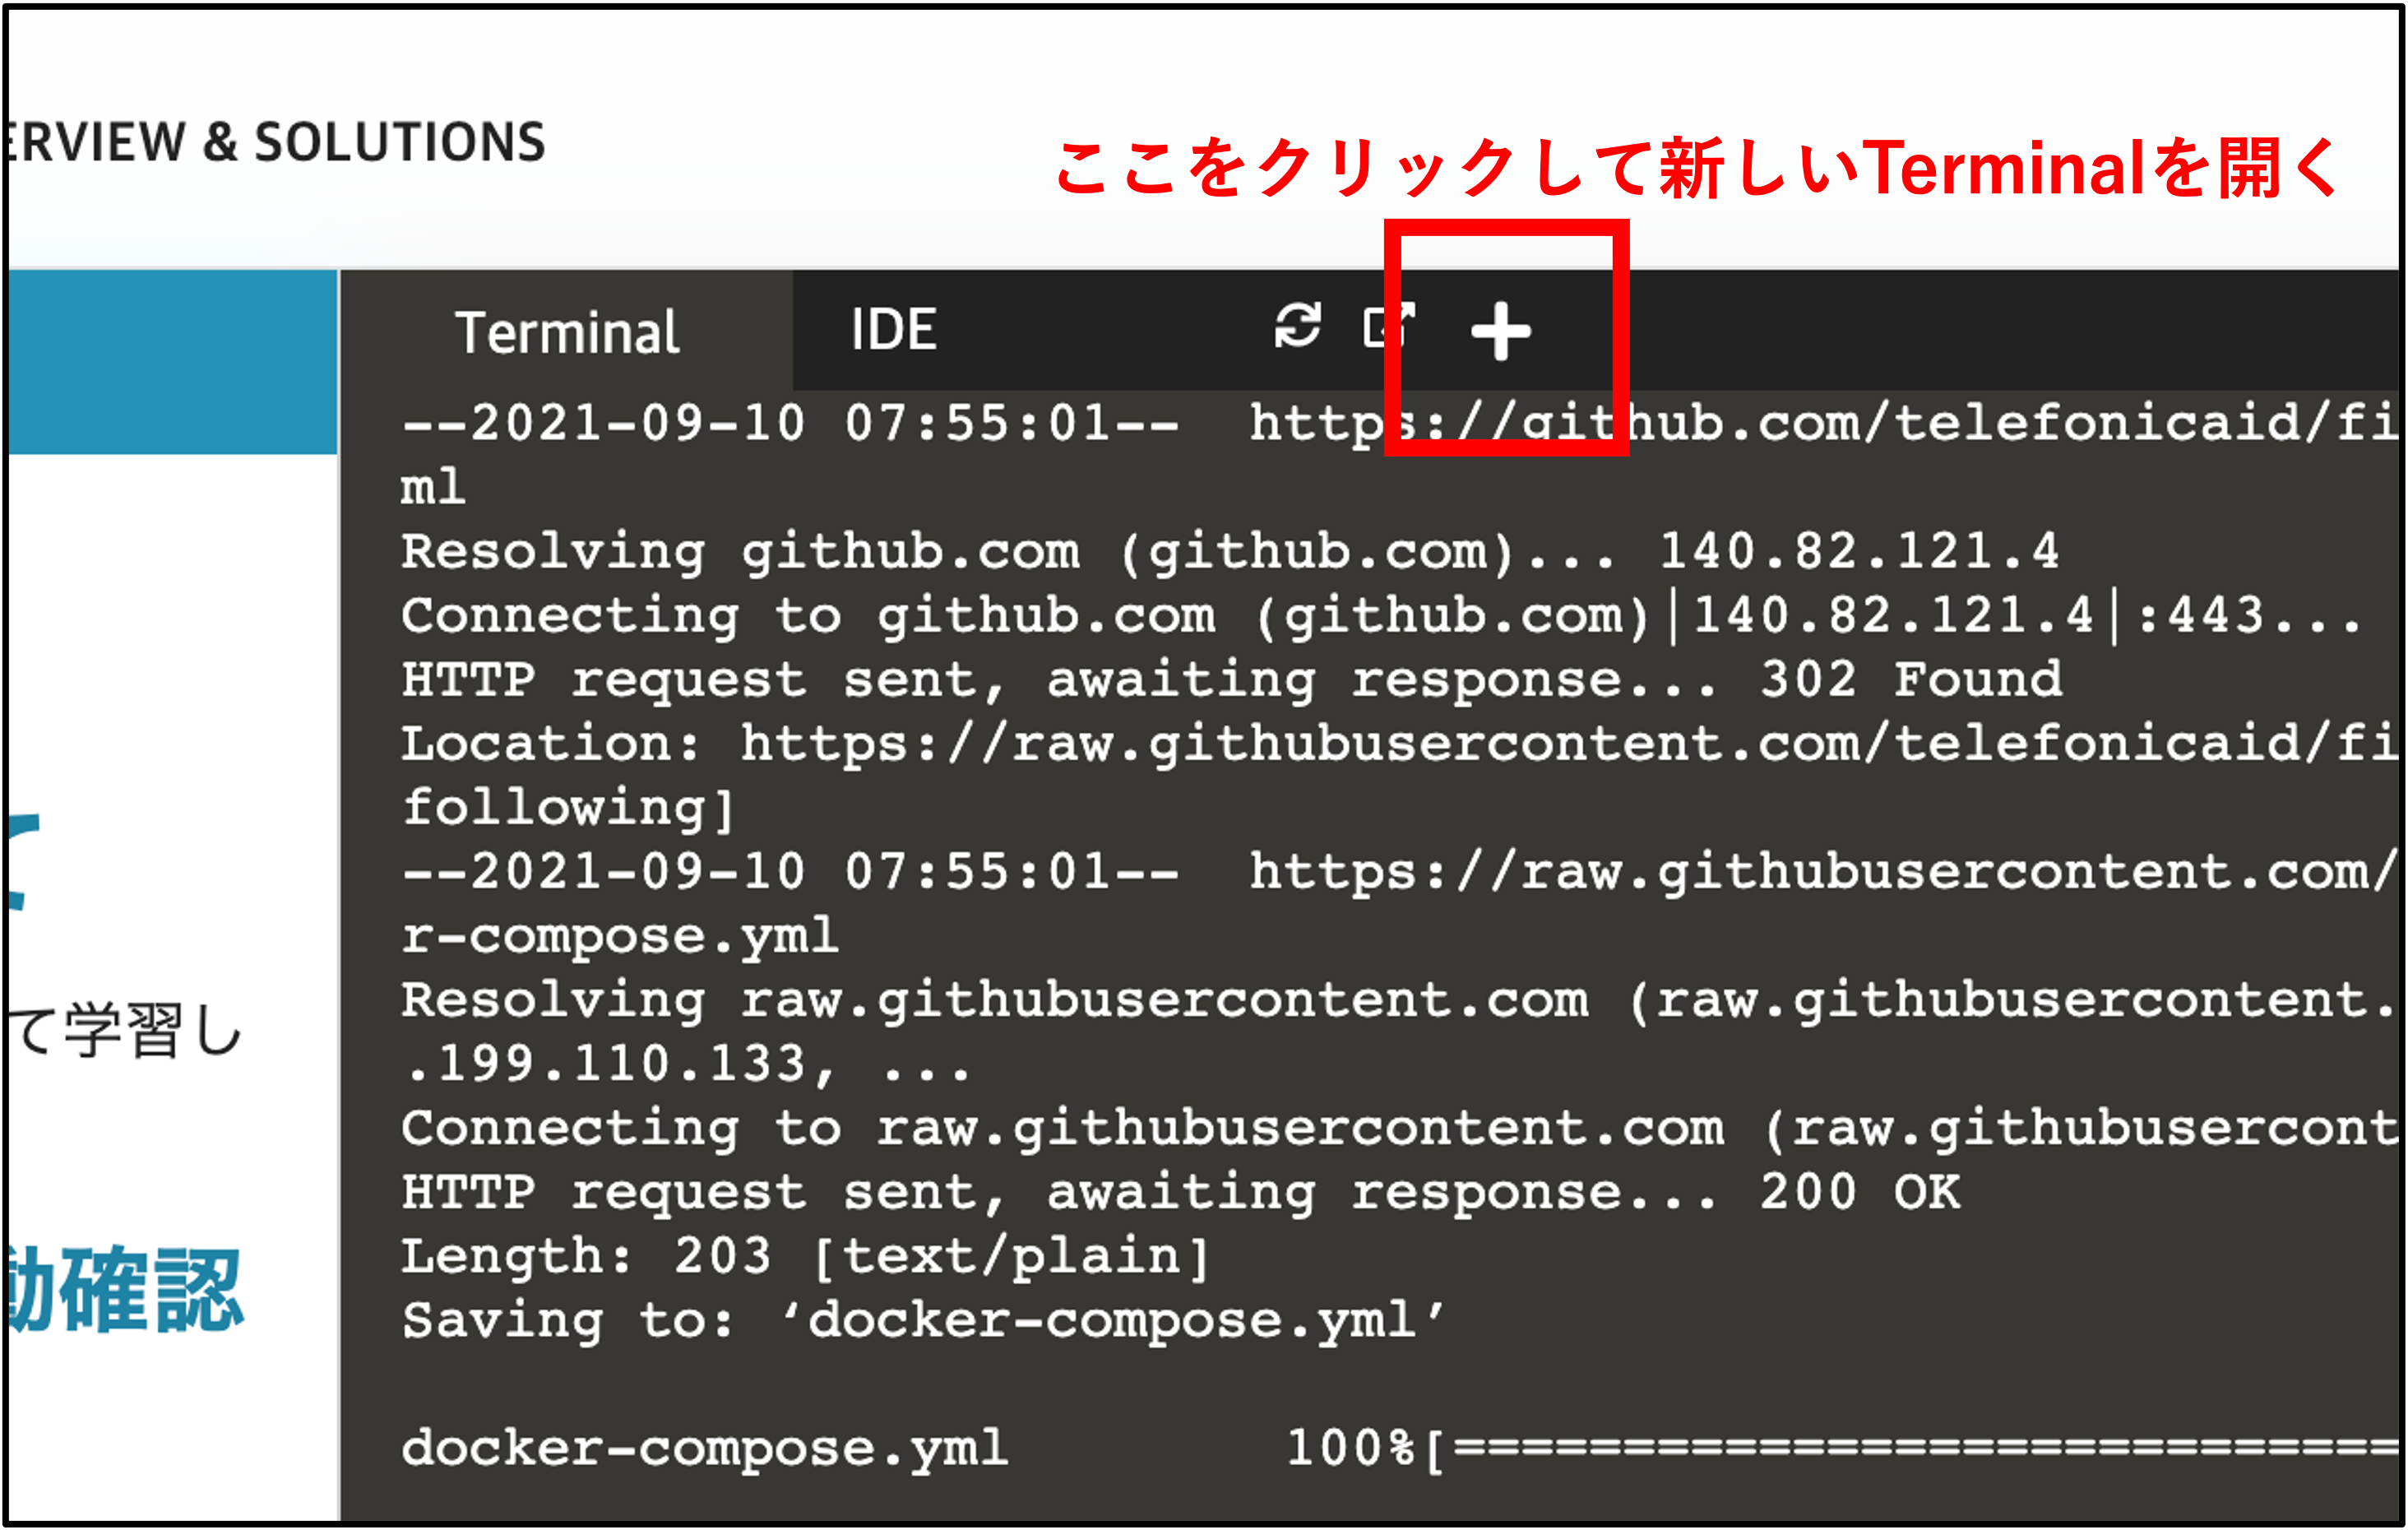 & SOLUTIONS
ここをクリックして新しいTerminalを開く
Terminal IDE
--2021-09-10 07:55:01-- https://github.com/telefonicaid/fi
ml
Resolving github.com (github.com)... 140.82.121.4
Connecting to github.com (github.com)|140.82.121.4|:443...
HTTP request sent, awaiting response... 302 Found
Location: https://raw.githubusercontent.com/telefonicaid/fi
following]
--2021-09-10 07:55:01-- https://raw.githubusercontent.com/
r-compose.yml
Resolving raw.githubusercontent.com (raw.githubusercontent.
.199.110.133, ...
Connecting to raw.githubusercontent.com (raw.githubusercont
HTTP request sent, awaiting response... 200 OK
Length: 203 [text/plain]
Saving to: ‘docker-compose.yml’
docker-compose.yml 100%[============================
て学習し
動確認